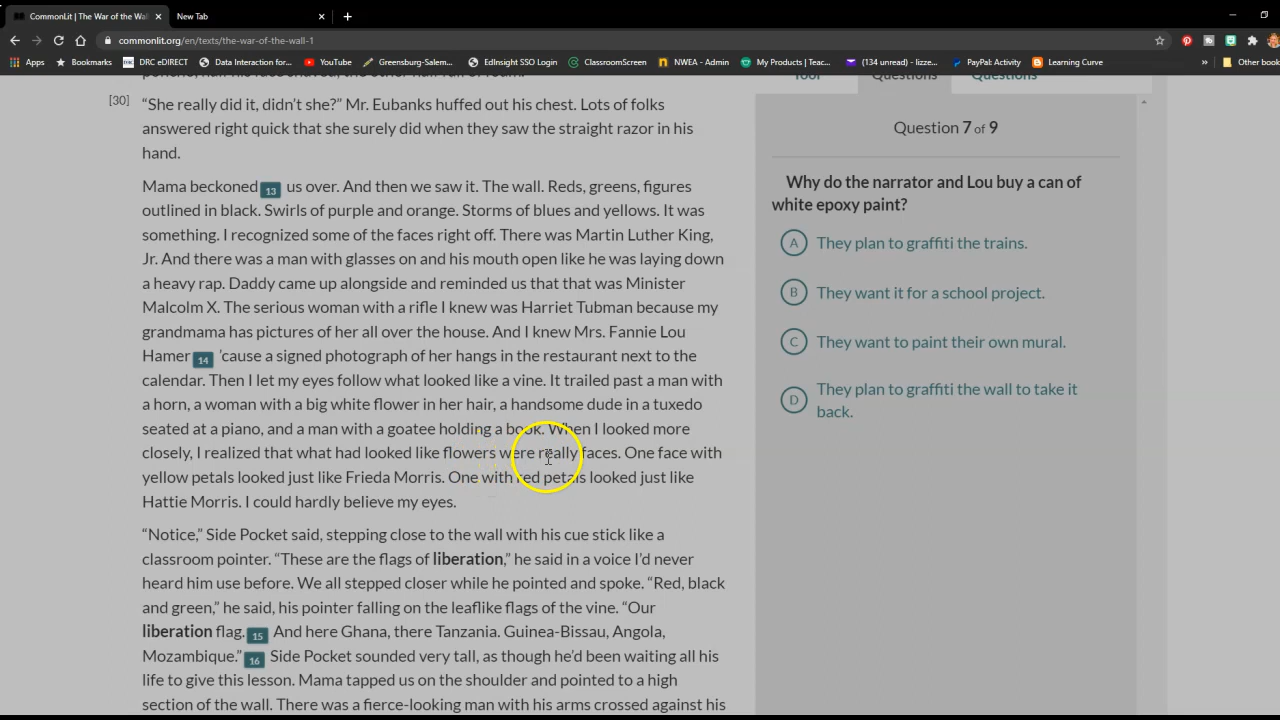 CommonLit | The War of the Wal
New Tab
commonlit.org/en/texts/the-war-of-the-wall-1
Apps
Bookmarks
DRC eDIRECT
Data Interaction for...
YouTube
Greensburg-Salem...
EdInsight SSO Login
ClassroomScreen
NWEA - Admin
My Products | Teac...
(134 unread) - lizze...
PayPal: Activity
Learning Curve
Other book
poncho, half his face shaved, the other half full of foam.
[30] “She really did it, didn’t she?” Mr. Eubanks huffed out his chest. Lots of folks
answered right quick that she surely did when they saw the straight razor in his
hand.
Mama beckoned 13 us over. And then we saw it. The wall. Reds, greens, figures
outlined in black. Swirls of purple and orange. Storms of blues and yellows. It was
something. I recognized some of the faces right off. There was Martin Luther King,
Jr. And there was a man with glasses on and his mouth open like he was laying down
a heavy rap. Daddy came up alongside and reminded us that that was Minister
Malcolm X. The serious woman with a rifle I knew was Harriet Tubman because my
grandmama has pictures of her all over the house. And I knew Mrs. Fannie Lou
Hamer 14 ’cause a signed photograph of her hangs in the restaurant next to the
calendar. Then I let my eyes follow what looked like a vine. It trailed past a man with
a horn, a woman with a big white flower in her hair, a handsome dude in a tuxedo
seated at a piano, and a man with a goatee holding a book. When I looked more
closely, I realized that what had looked like flowers were really faces. One face with
yellow petals looked just like Frieda Morris. One with red petals looked just like
Hattie Morris. I could hardly believe my eyes.
“Notice,” Side Pocket said, stepping close to the wall with his cue stick like a
classroom pointer. “These are the flags of liberation,” he said in a voice I’d never
heard him use before. We all stepped closer while he pointed and spoke. “Red, black
and green,” he said, his pointer falling on the leaflike flags of the vine. “Our
liberation flag. 15 And here Ghana, there Tanzania. Guinea-Bissau, Angola,
Mozambique.” 16 Side Pocket sounded very tall, as though he’d been waiting all his
life to give this lesson. Mama tapped us on the shoulder and pointed to a high
section of the wall. There was a fierce-looking man with his arms crossed against his
Tool
Questions
Questions
Question 7 of 9
Why do the narrator and Lou buy a can of
white epoxy paint?
A They plan to graffiti the trains.
B They want it for a school project.
C They want to paint their own mural.
D They plan to graffiti the wall to take it
back.